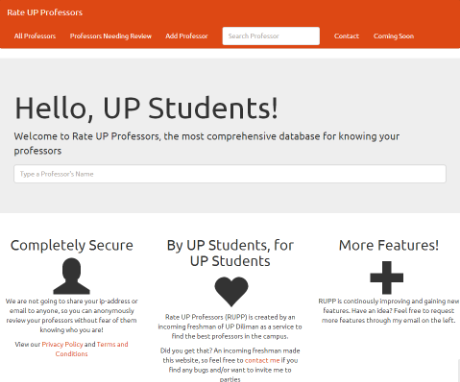 Rate UP Professors
All Professors Professors Needing Review Add Professor Search Professor Contact Coming Soon
Hello, UP Students!
Welcome to Rate UP Professors, the most comprehensive database for knowing your
professors
Type a Professor's Name
Completely Secure
We are not going to share your ip-address or
email to anyone, so you can anonymously
review your professors without fear of them
knowing who you are!
View our Privacy Policy and Terms and
Conditions
By UP Students, for
UP Students
Rate UP Professors (RUPP) is created by an
incoming freshman of UP Diliman as a service to
find the best professors in the campus.
Did you get that? An incoming freshman made
this website, so feel free to contact me if you
find any bugs and/or want to invite me to
parties
More Features!
RUPP is continously improving and gaining new
features. Have an idea? Feel free to request
more features through my email on the left.